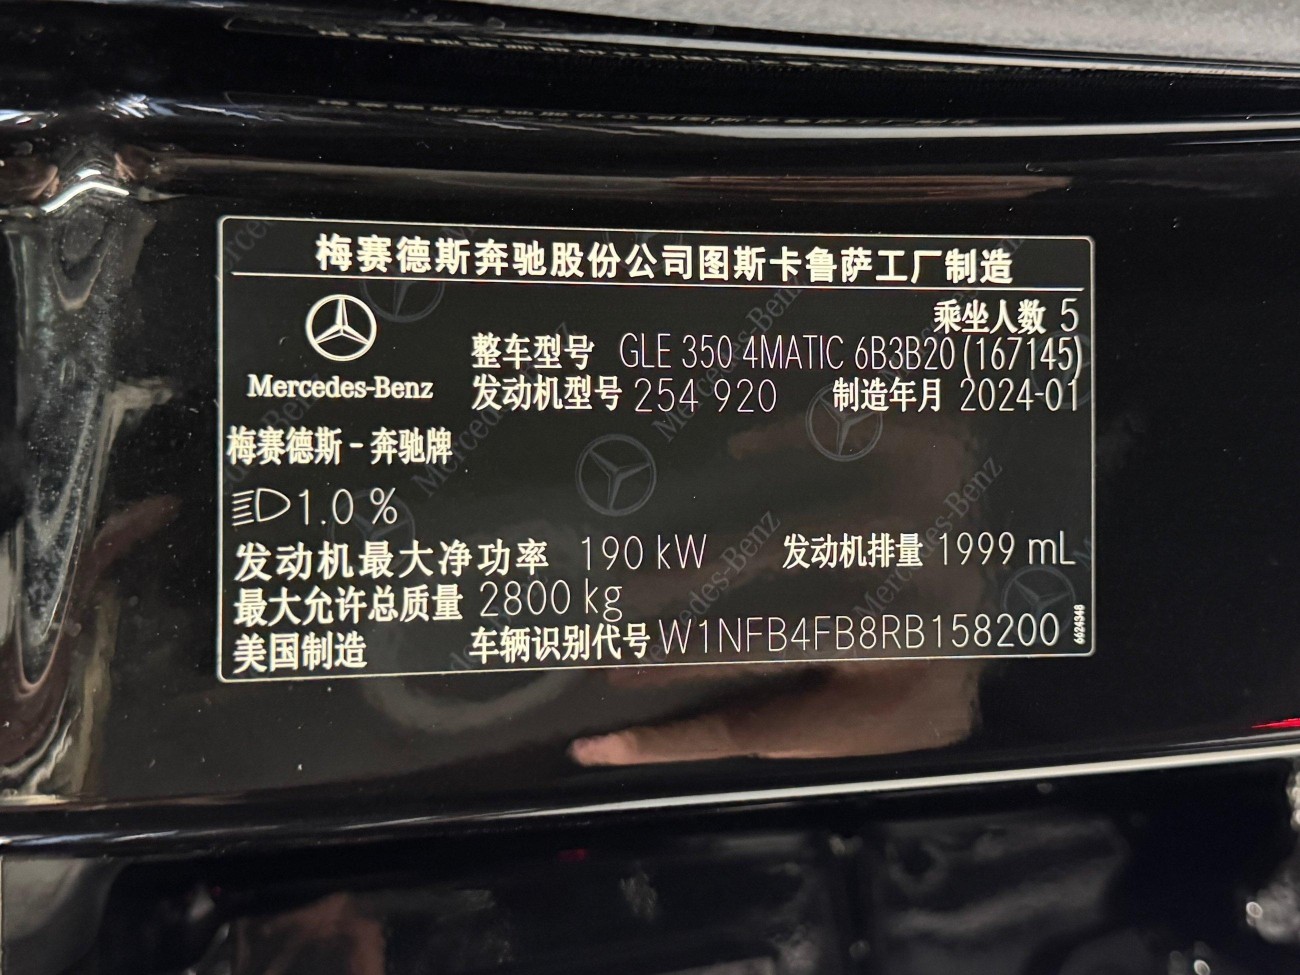 梅赛德斯奔驰股份公司图斯卡鲁萨工厂制造
乘坐人数 5
整车型号 GLE 350 4MATIC 6B3B20 (167145)
Mercedes-Benz
发动机型号 254 920 制造年月 2024-01
梅赛德斯-奔驰牌
1.0 %
发动机最大净功率 190 kW 发动机排量 1999 mL
最大允许总质量 2800 kg
美国制造 车辆识别代号 W1NFB4FB8RB158200
6624348